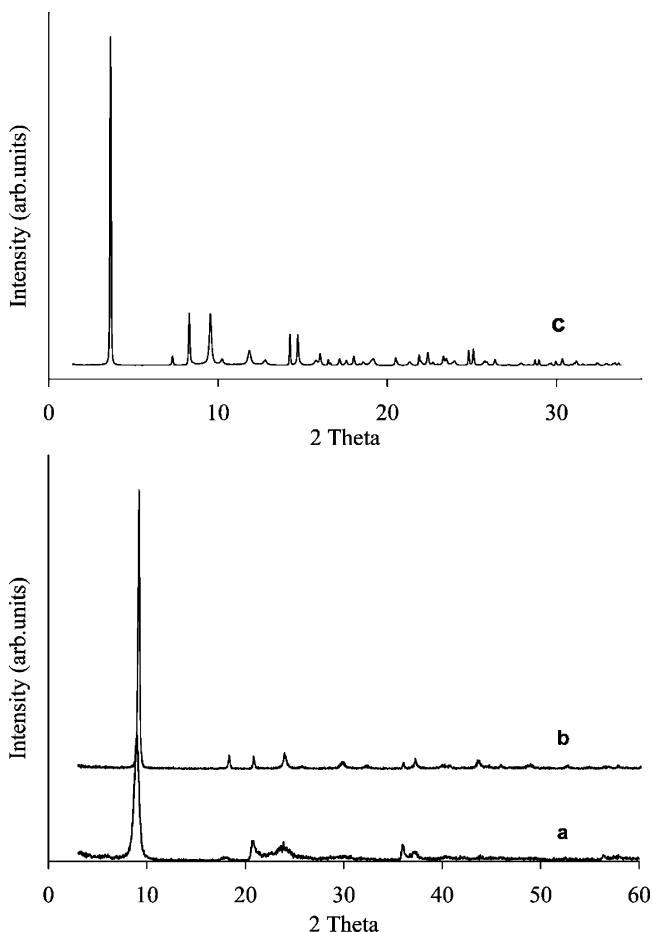 Intensity (arb.units)
c
0 10 20 30
2 Theta
Intensity (arb.units)
b
a
0 10 20 30 40 50 60
2 Theta